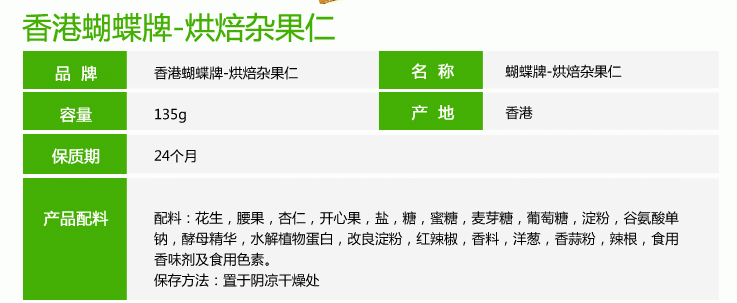 香港蝴蝶牌-烘焙杂果仁
品 牌 香港蝴蝶牌-烘焙杂果仁 名 称 蝴蝶牌-烘焙杂果仁
容量 135g 产 地 香港
保质期 24个月
产品配料 配料：花生，腰果，杏仁，开心果，盐，糖，蜜糖，麦芽糖，葡萄糖，淀粉，谷氨酸单
钠，酵母精华，水解植物蛋白，改良淀粉，红辣椒，香料，洋葱，香蒜粉，辣根，食用
香味剂及食用色素。
保存方法：置于阴凉干燥处